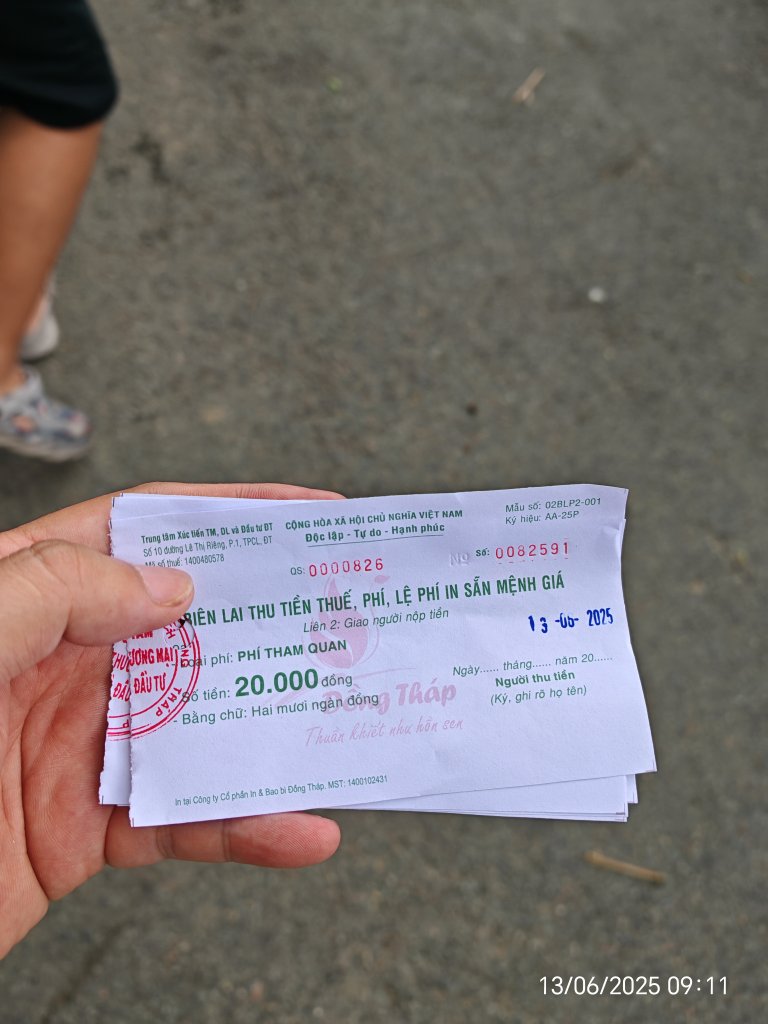 Trung tâm Xúc tiến TM, DL và Đầu tư ĐT
Số 10 đường Lê Thị Riêng, P.1, TPCL, ĐT
số thuế: 1400480578
CỘNG HÒA XÃ HỘI CHỦ NGHĨA VIỆT NAM
Độc lập - Tự do - Hạnh phúc
Mẫu số: 02BLP2-001
Ký hiệu: AA-25P
QS: 0000826
Nº Số: 0082591
BIÊN LAI THU TIỀN THUẾ, PHÍ, LỆ PHÍ IN SẴN MỆNH GIÁ
Liên 2: Giao người nộp tiền
13 -06- 2025
phí: PHÍ THAM QUAN
Số tiền: 20.000 đồng
- Bằng chữ: Hai mươi ngàn đồng
Ngày...... tháng...... năm 20......
Người thu tiền
(Ký, ghi rõ họ tên)
Đồng Tháp
Thuần khiết như hồn sen
ĐẦU TƯ
THÁP
In tại Công ty Cổ phần In & Bao bì Đồng Tháp. MST: 1400102431
13/06/2025 09:11